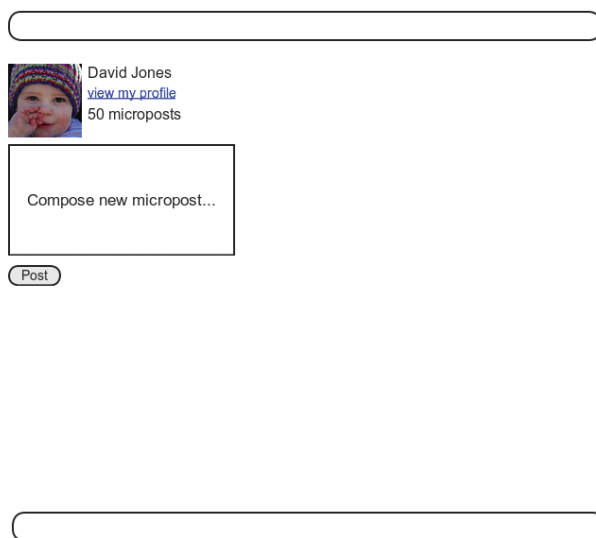 David Jones
view my profile
50 microposts
Compose new micropost...
Post